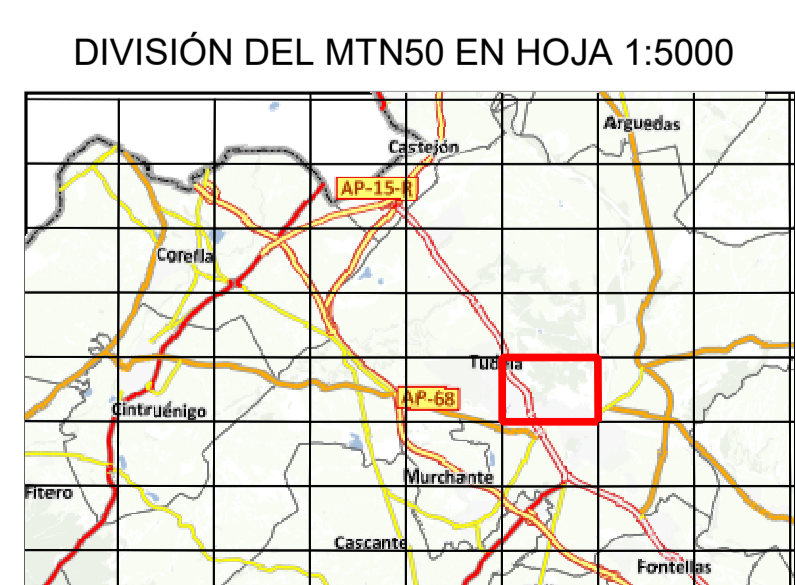 DIVISIÓN DEL MTN50 EN HOJA 1:5000
Arguedas
Castejón
AP-15-R
Corella
Tudela
AP-68
Cintruénigo
Murchante
Fitero
Cascante
Fontellas